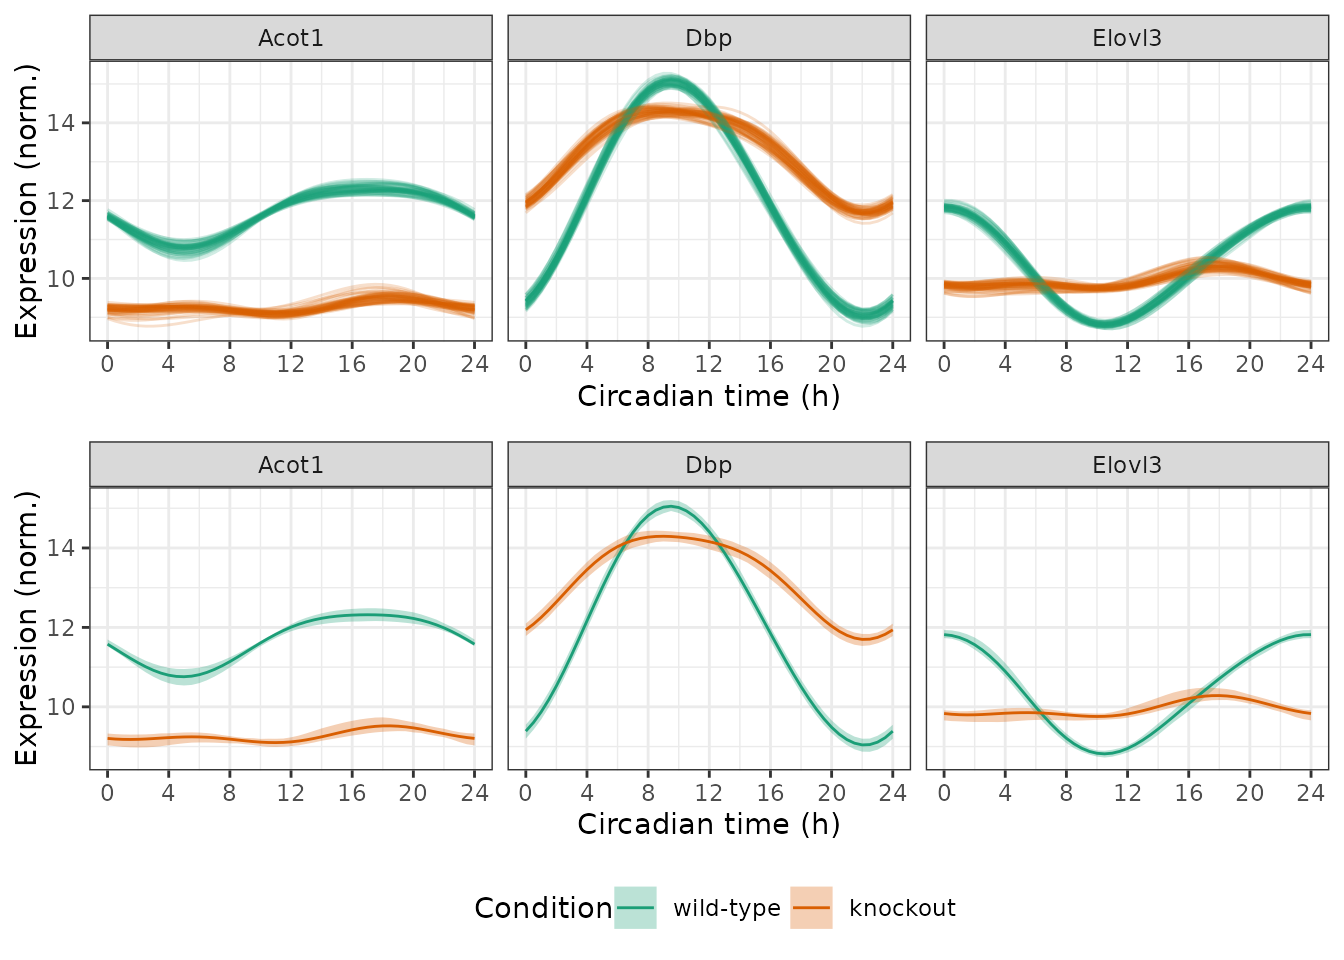 Acot1 Dbp Elovl3
Expression (norm.)
14
12
10
0 4 8 12 16 20 24 0 4 8 12 16 20 24 0 4 8 12 16 20 24
Circadian time (h)
Acot1 Dbp Elovl3
Expression (norm.)
14
12
10
0 4 8 12 16 20 24 0 4 8 12 16 20 24 0 4 8 12 16 20 24
Circadian time (h)
Condition wild-type knockout